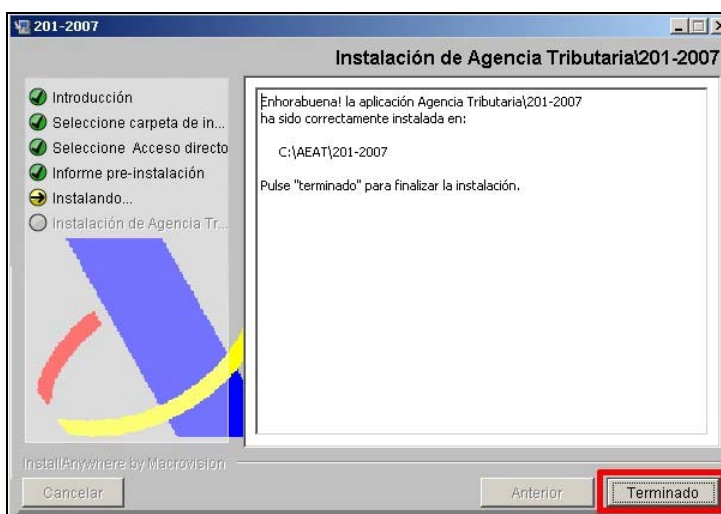 201-2007
Instalación de Agencia Tributaria\201-2007
Introducción
Seleccione carpeta de in...
Seleccione Acceso directo
Informe pre-instalación
Instalando...
Instalación de Agencia Tr...
Enhorabuena! la aplicación Agencia Tributaria\201-2007
ha sido correctamente instalada en:
C:\AEAT\201-2007
Pulse "terminado" para finalizar la instalación.
InstallAnywhere by Macrovision
Cancelar
Anterior
Terminado